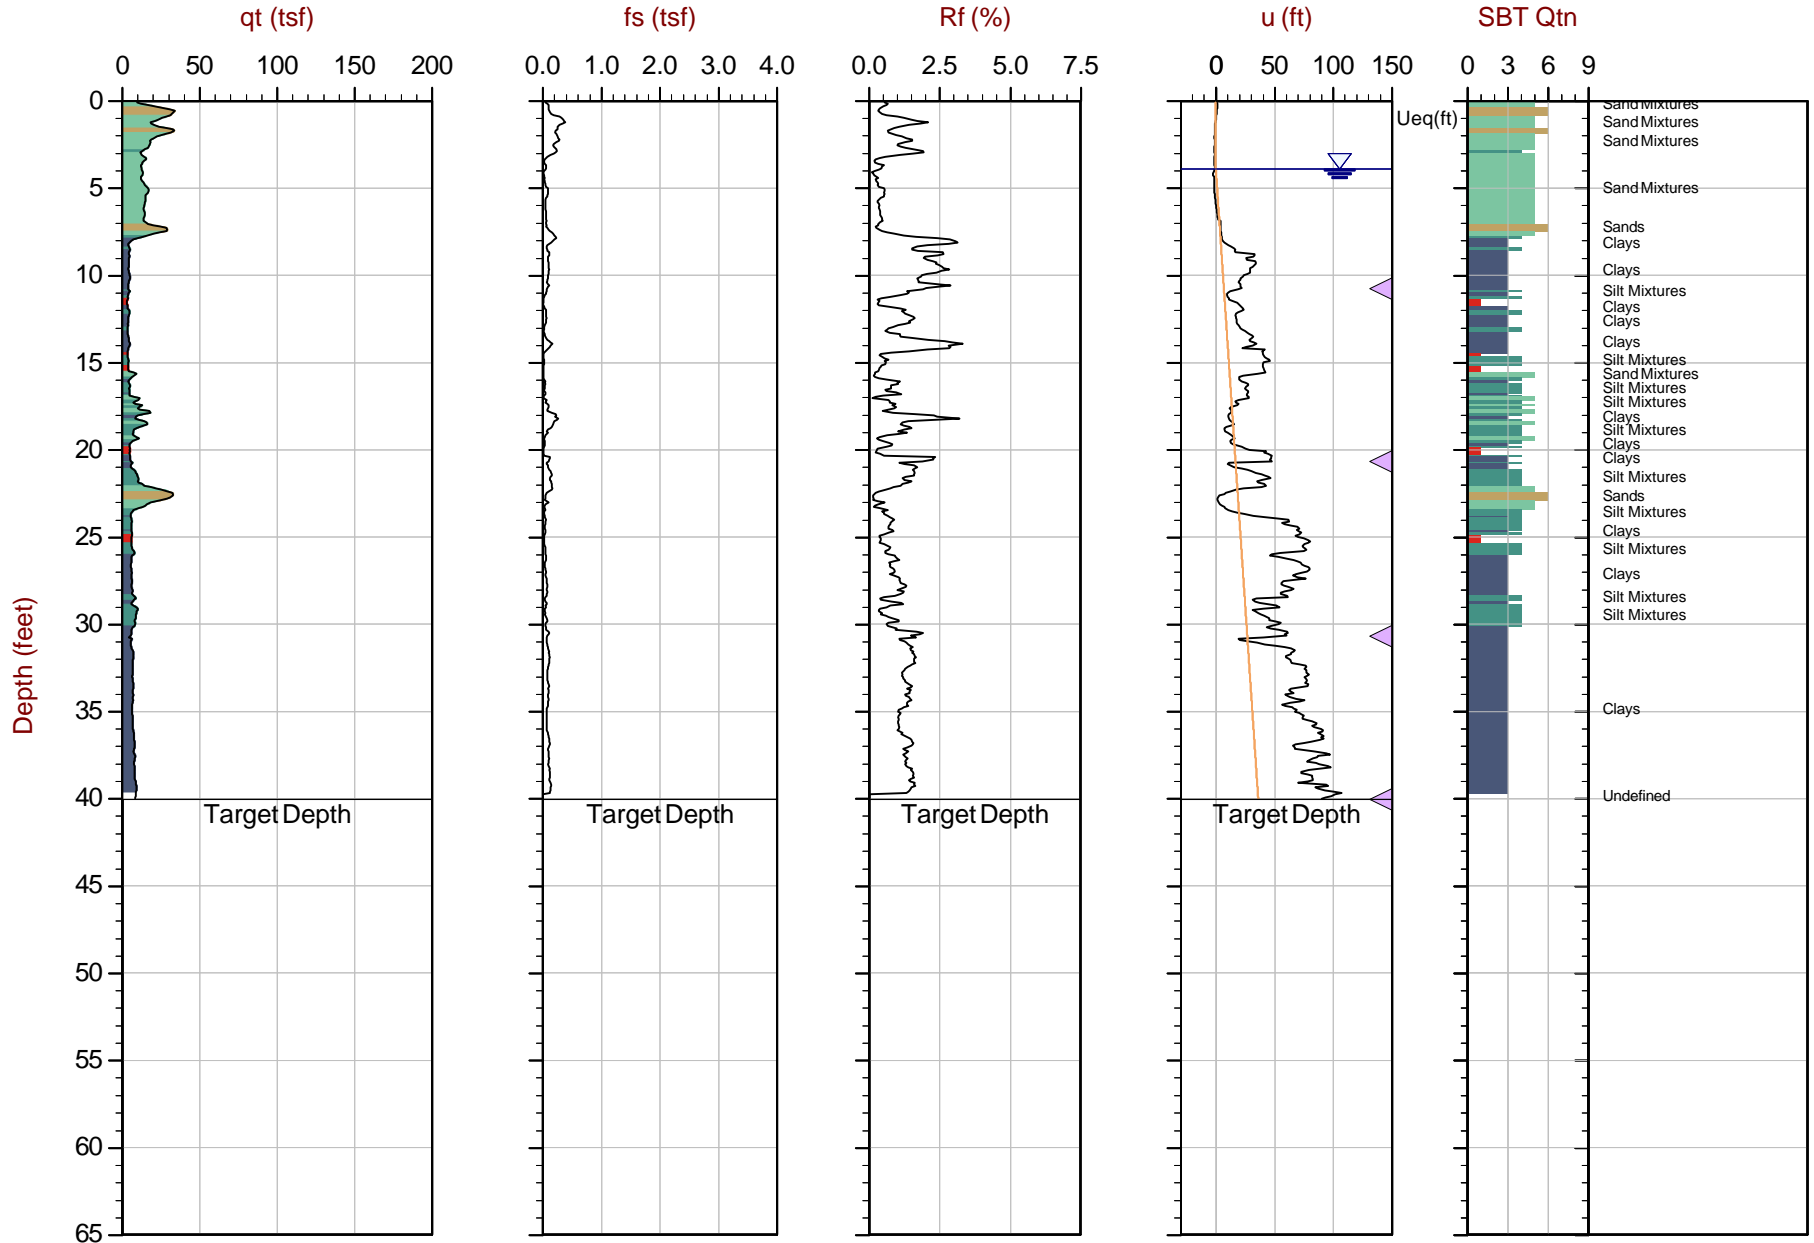 qt (tsf) fs (tsf) Rf (%) u (ft) SBT Qtn
0 50 100 150 200 0.0 1.0 2.0 3.0 4.0 0.0 2.5 5.0 7.5 0 50 100 150 0 3 6 9
0
Sand Mixtures
Ueq(ft)
Sand Mixtures
Sand Mixtures
5
Sand Mixtures
Sands
Clays
Clays
10
Silt Mixtures
Clays
Clays
Clays
15
Silt Mixtures
Sand Mixtures
Silt Mixtures
Silt Mixtures
Clays
Silt Mixtures
20
Clays
Clays
Silt Mixtures
Sands
Silt Mixtures
25
Clays
Silt Mixtures
Clays
Silt Mixtures
Silt Mixtures
30
Depth (feet)
35
Clays
40
Undefined
Target Depth Target Depth Target Depth Target Depth
45
50
55
60
65